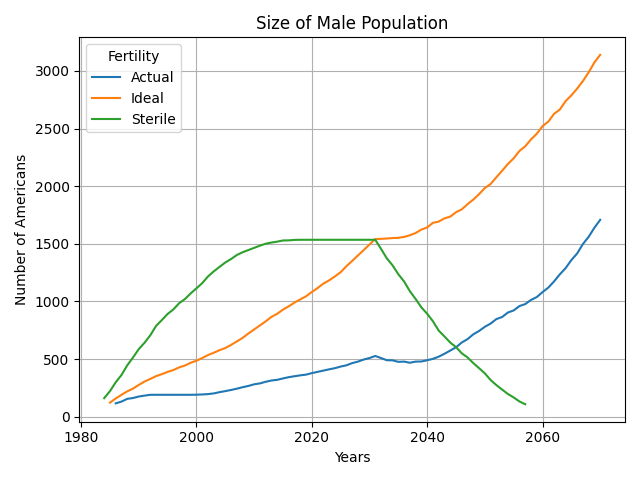 Size of Male Population
Fertility
Actual
Ideal
Sterile
Number of Americans
3000
2500
2000
1500
1000
500
0
1980
2000
2020
2040
2060
Years